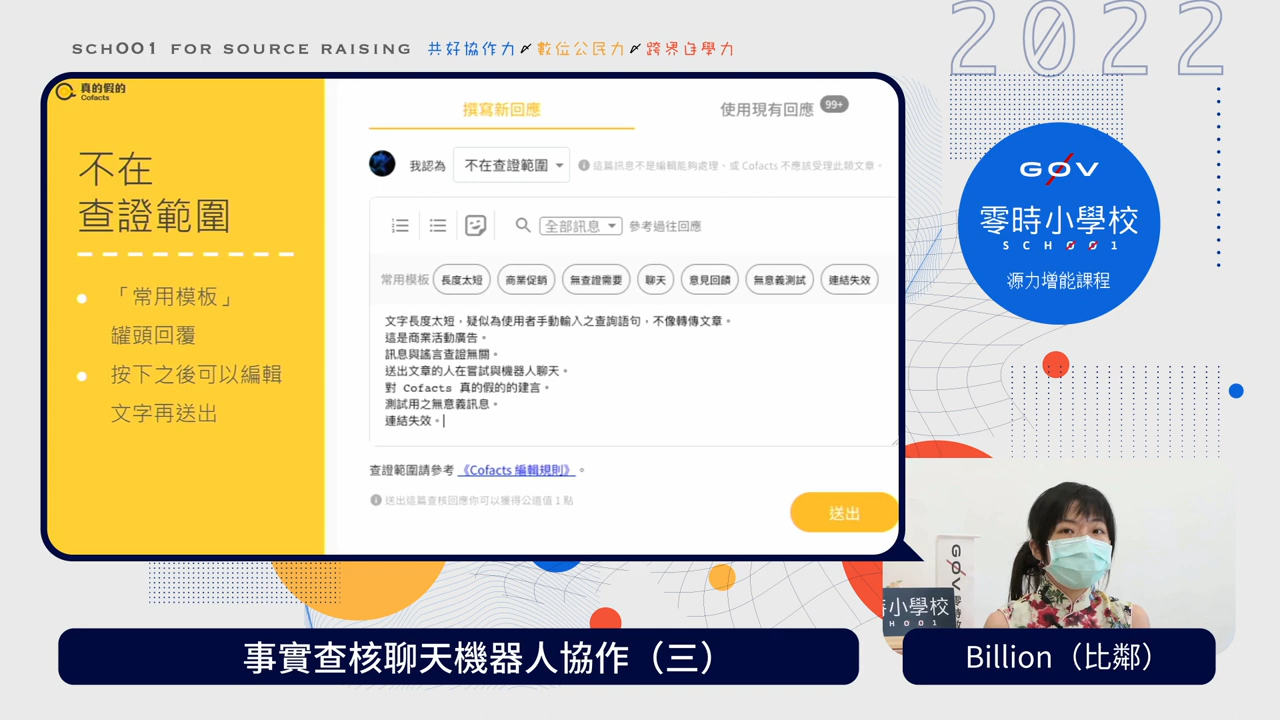 SCH001 FOR SOURCE RAISING 共好協作力 數位公民力 跨界自學力
2022
真的假的
Cofacts
不在
查證範圍
「常用模板」
罐頭回覆
按下之後可以編輯
文字再送出
撰寫新回應 使用現有回應 99+
我認為 不在查證範圍 這篇訊息不是編輯能夠處理、或 Cofacts 不應該受理此類文章。
全部訊息 參考過往回應
常用模板 長度太短 商業促銷 無查證需要 聊天 意見回饋 無意義測試 連結失效
文字長度太短,疑似為使用者手動輸入之查詢語句,不像轉傳文章。
這是商業活動廣告。
訊息與謠言查證無關。
送出文章的人在嘗試與機器人聊天。
對 Cofacts 真的假的的建言。
測試用之無意義訊息。
連結失效。
查證範圍請參考《Cofacts 編輯規則》。
送出這篇查核回應你可以獲得公道值 1 點
送出
G0V
零時小學校
SCH001
源力增能課程
G0V
小學校
H001
事實查核聊天機器人協作（三）
Billion（比鄰）